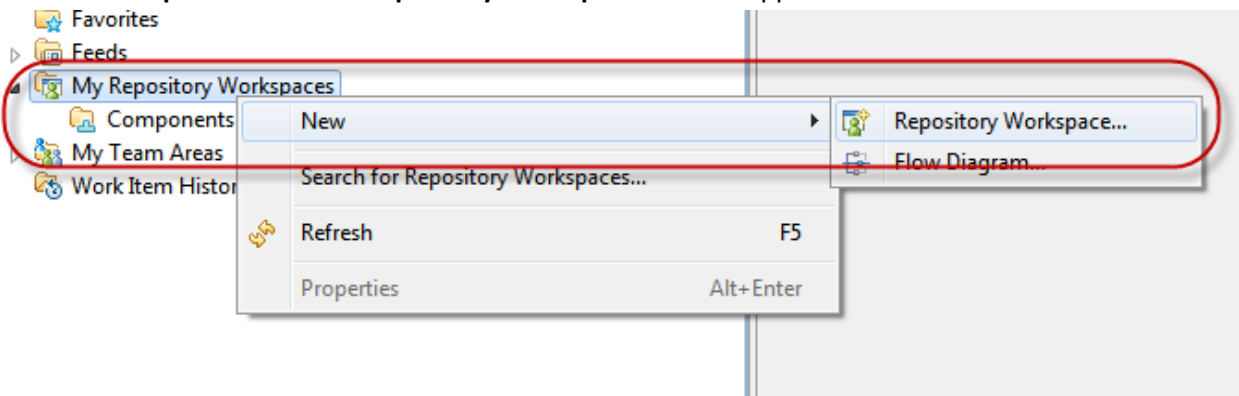 Favorites
Feeds
My Repository Workspaces
Components
New
Repository Workspace...
My Team Areas
Flow Diagram...
Work Item Histor
Search for Repository Workspaces...
Refresh F5
Properties Alt+Enter